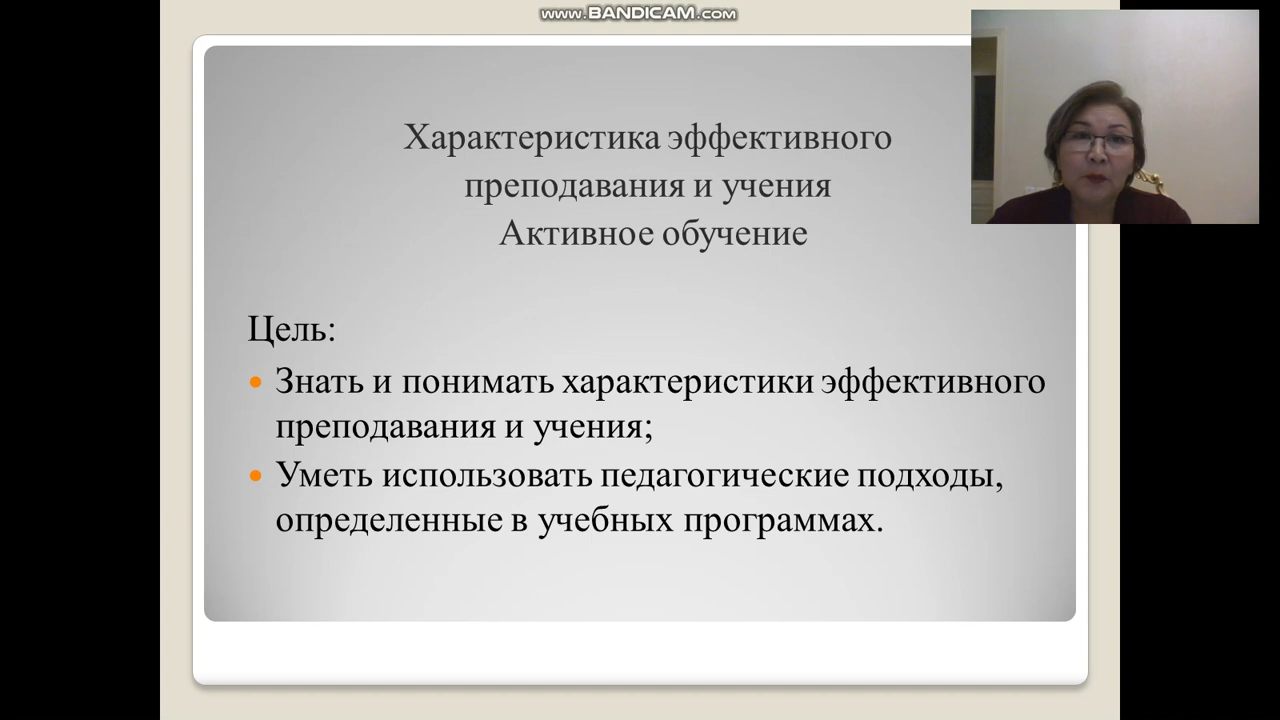 www.BANDICAM.com
Характеристика эффективного
преподавания и учения
Активное обучение
Цель:
• Знать и понимать характеристики эффективного
преподавания и учения;
• Уметь использовать педагогические подходы,
определенные в учебных программах.